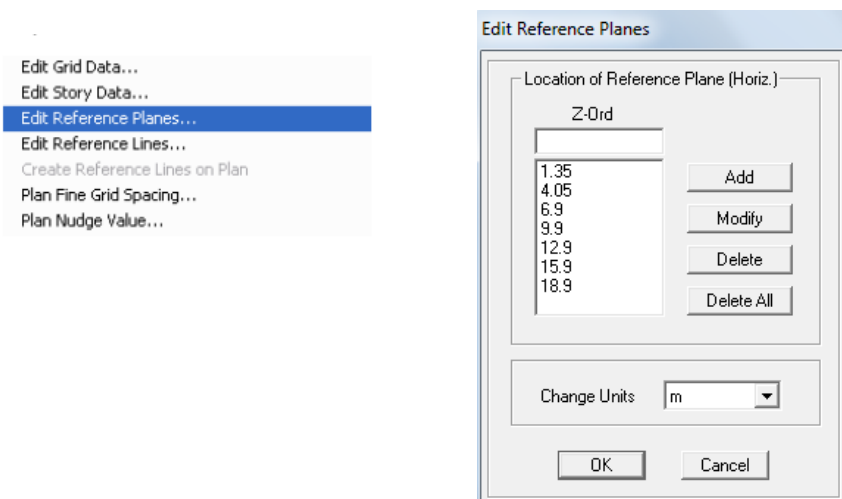 Edit Grid Data...
Edit Story Data...
Edit Reference Planes...
Edit Reference Lines...
Create Reference Lines on Plan
Plan Fine Grid Spacing...
Plan Nudge Value...
Edit Reference Planes
Location of Reference Plane (Horiz.)
Z-Ord
1.35
4.05
6.9
9.9
12.9
15.9
18.9
Add
Modify
Delete
Delete All
Change Units
m
OK
Cancel